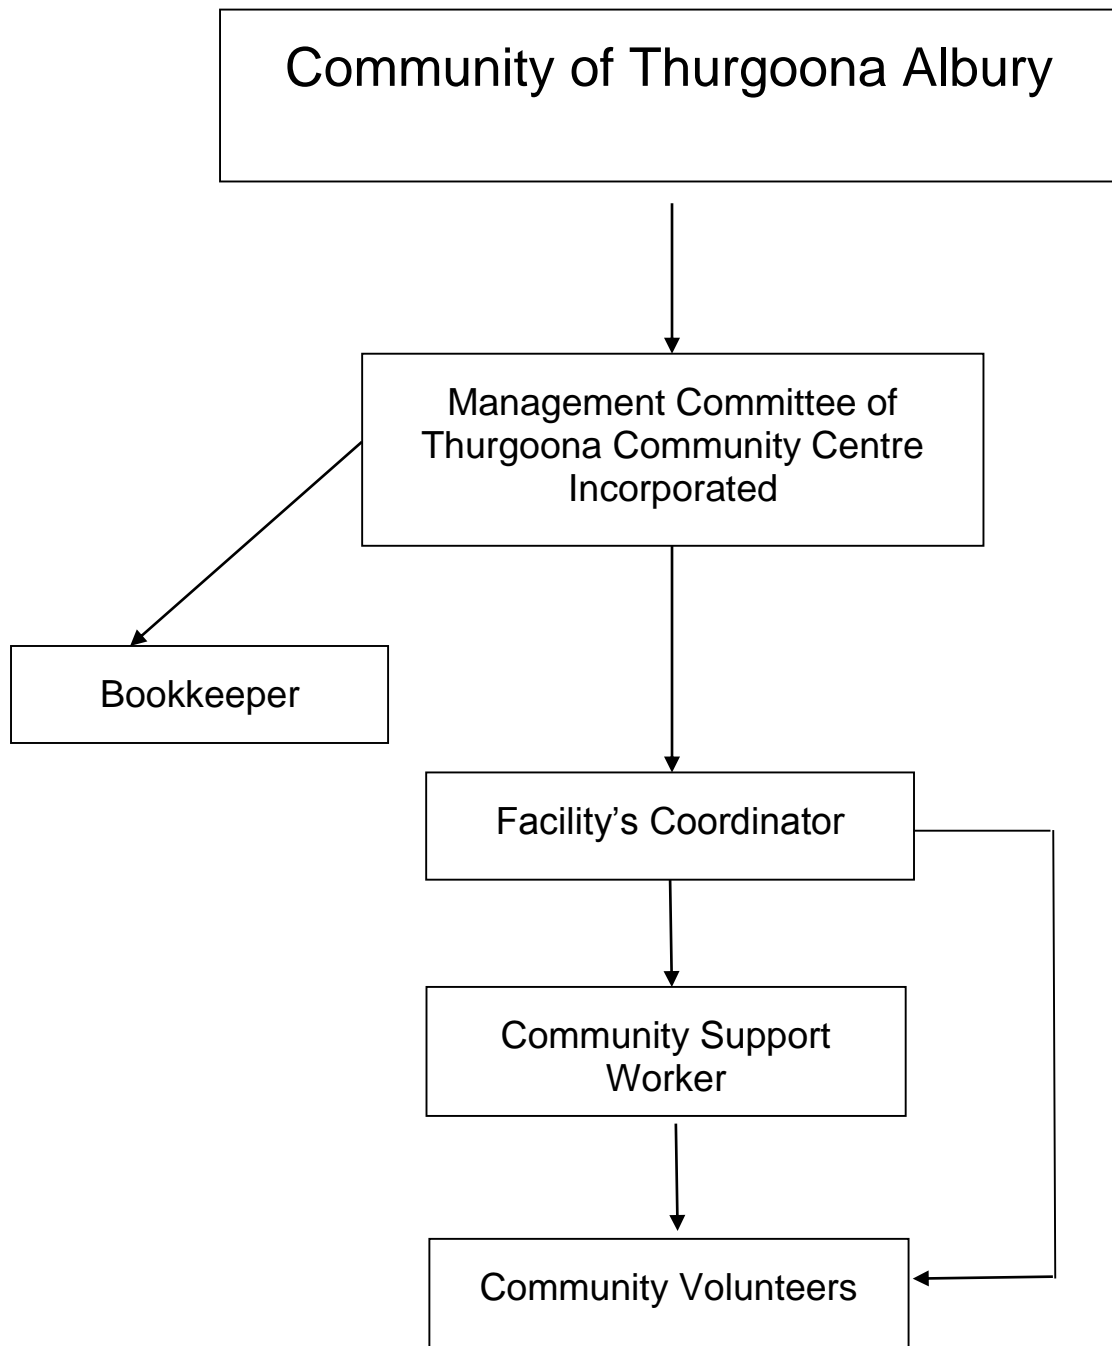 Community of Thurgoona Albury
Management Committee of
Thurgoona Community Centre
Incorporated
Bookkeeper
Facility’s Coordinator
Community Support
Worker
Community Volunteers